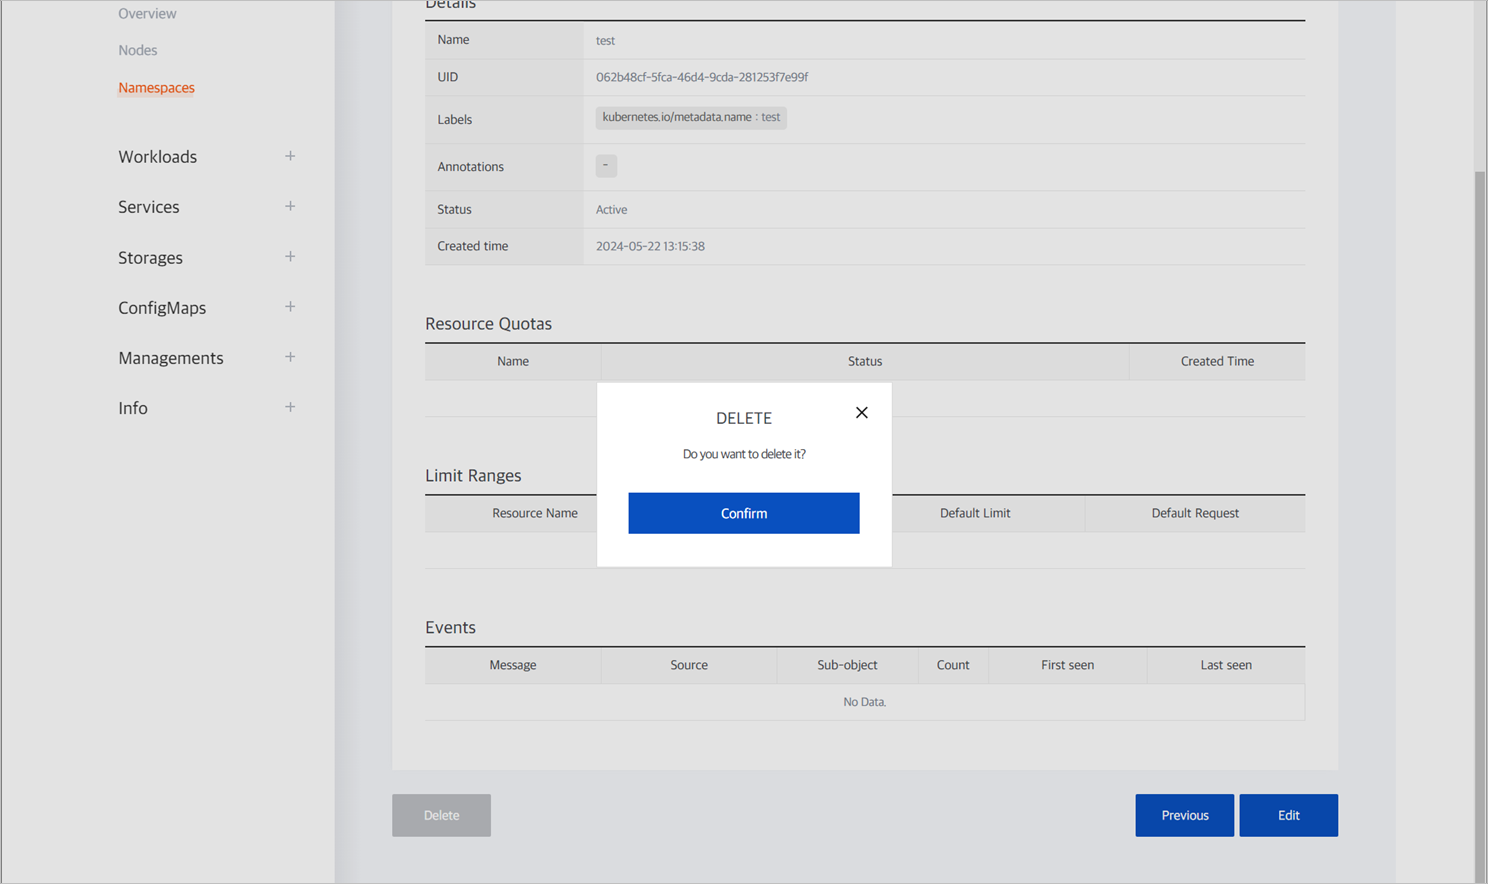 Overview
Nodes
Namespaces
Workloads +
Services +
Storages +
ConfigMaps +
Managements +
Info +
Details
Name test
UID 062b48cf-5fca-46d4-9cda-281253f7e99f
Labels kubernetes.io/metadata.name : test
Annotations -
Status Active
Created time 2024-05-22 13:15:38
Resource Quotas
Name Status Created Time
DELETE
Do you want to delete it?
Confirm
Limit Ranges
Resource Name Default Limit Default Request
Events
Message Source Sub-object Count First seen Last seen
No Data.
Delete Previous Edit